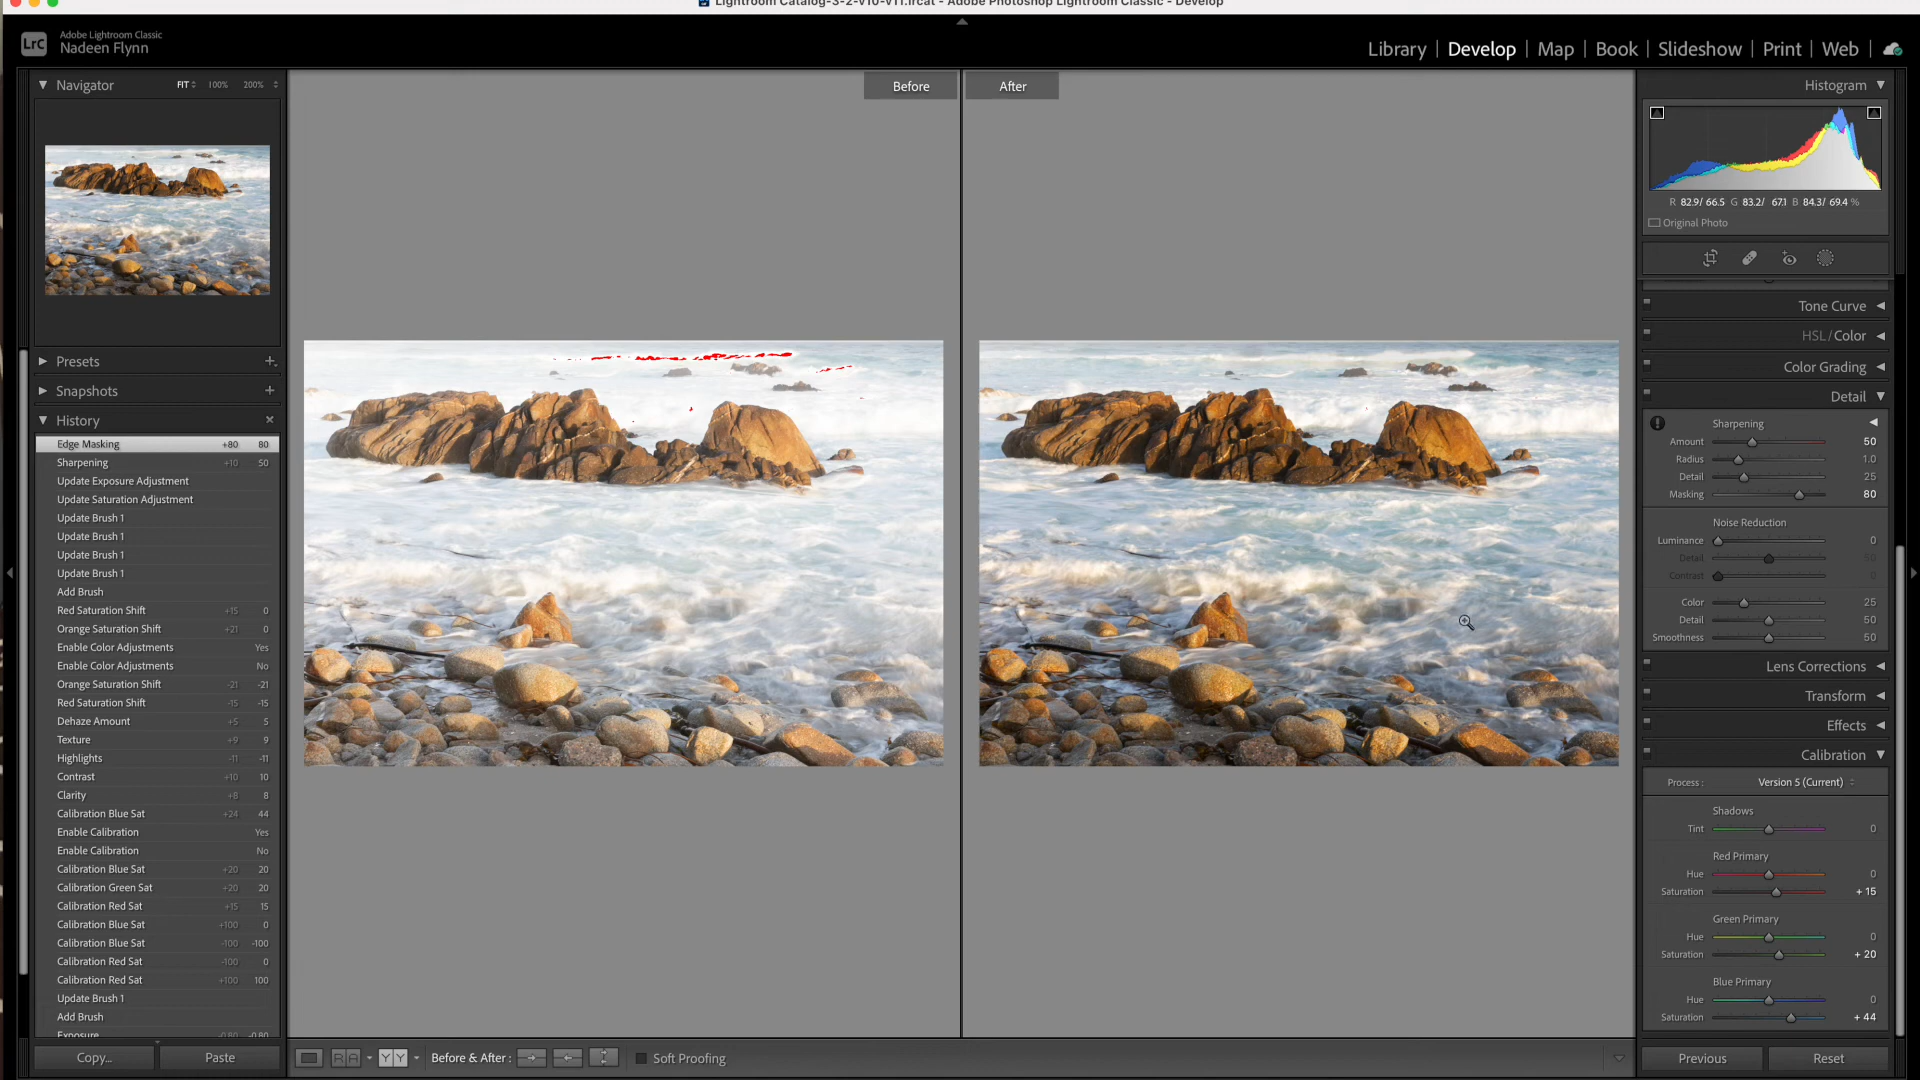 Lightroom Catalog-3-2-v10-v11.lrcat - Adobe Photoshop Lightroom Classic - Develop
LrC
Adobe Lightroom Classic
Nadeen Flynn
Library | Develop | Map | Book | Slideshow | Print | Web
Navigator FIT 100% 200%
Presets
Snapshots
History
Edge Masking +80 80
Sharpening +10 50
Update Exposure Adjustment
Update Saturation Adjustment
Update Brush 1
Update Brush 1
Update Brush 1
Update Brush 1
Add Brush
Red Saturation Shift +15 0
Orange Saturation Shift +21 0
Enable Color Adjustments Yes
Enable Color Adjustments No
Orange Saturation Shift -21 -21
Red Saturation Shift -15 -15
Dehaze Amount +5 5
Texture +9 9
Highlights -11 -11
Contrast +10 10
Clarity +8 8
Calibration Blue Sat +24 44
Enable Calibration Yes
Enable Calibration No
Calibration Blue Sat +20 20
Calibration Green Sat +20 20
Calibration Red Sat +15 15
Calibration Blue Sat +100 0
Calibration Blue Sat -100 -100
Calibration Red Sat -100 0
Calibration Red Sat +100 100
Update Brush 1
Add Brush
Exposure -0.80 -0.80
Copy... Paste
Before After
RA YY Before & After : Soft Proofing
Histogram
R 82.9/ 66.5 G 83.2/ 67.1 B 84.3/ 69.4 %
Original Photo
Tone Curve
HSL / Color
Color Grading
Detail
Sharpening
Amount 50
Radius 1.0
Detail 25
Masking 80
Noise Reduction
Luminance 0
Detail 50
Contrast 0
Color 25
Detail 50
Smoothness 50
Lens Corrections
Transform
Effects
Calibration
Process : Version 5 (Current)
Shadows
Tint 0
Red Primary
Hue 0
Saturation + 15
Green Primary
Hue 0
Saturation + 20
Blue Primary
Hue 0
Saturation + 44
Previous Reset